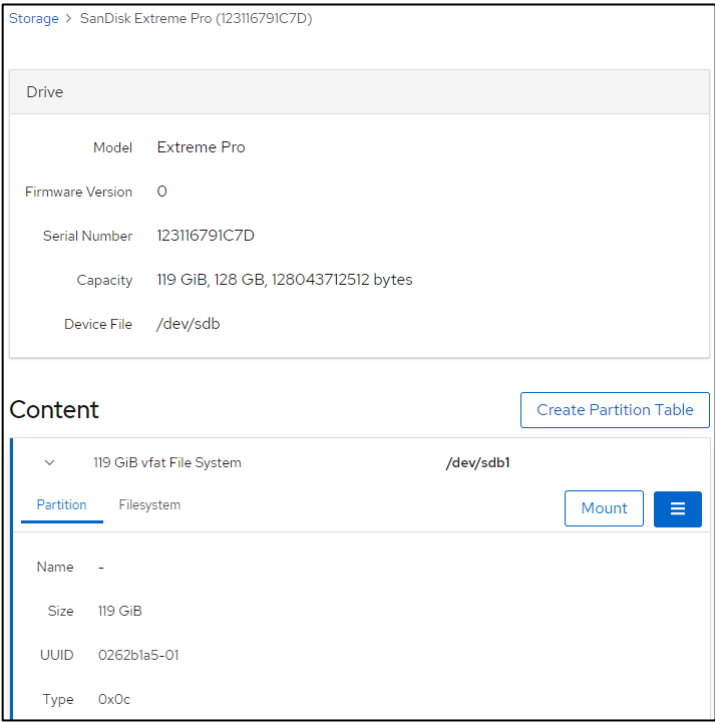 Storage > SanDisk Extreme Pro (123116791C7D)
Drive
Model Extreme Pro
Firmware Version 0
Serial Number 123116791C7D
Capacity 119 GiB, 128 GB, 128043712512 bytes
Device File /dev/sdb
Content Create Partition Table
119 GiB vfat File System /dev/sdb1
Partition Filesystem Mount
Name -
Size 119 GiB
UUID 0262b1a5-01
Type 0x0c